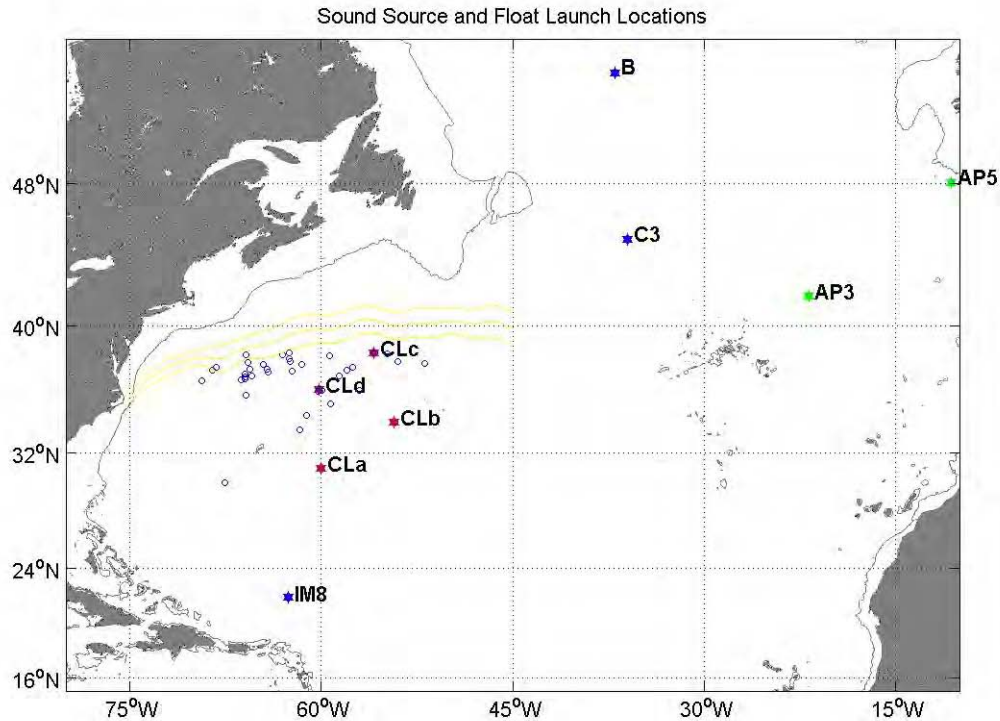 Sound Source and Float Launch Locations
B
48°N
AP5
C3
AP3
40°N
CLc
CLd
CLb
32°N
CLa
24°N
IM8
16°N
75°W
60°W
45°W
30°W
15°W